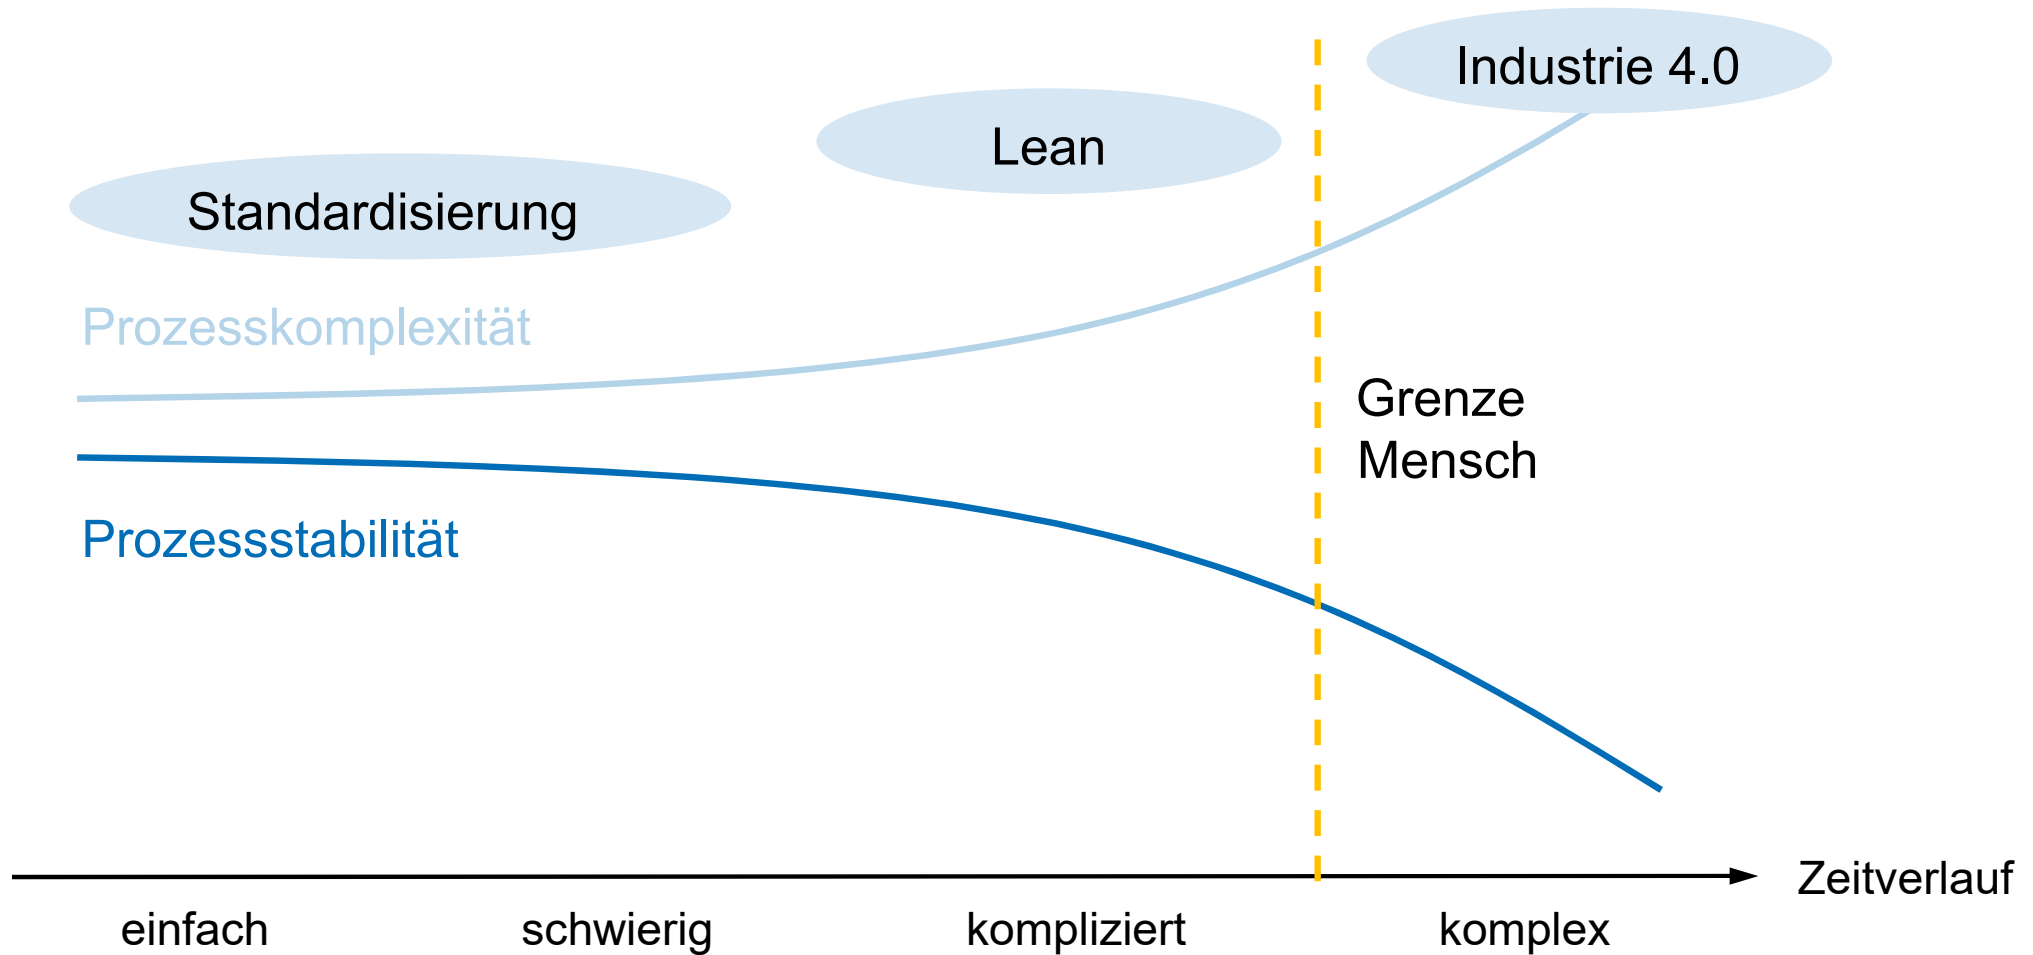 Industrie 4.0
Lean
Standardisierung
Prozesskomplexität
Grenze
Mensch
Prozessstabilität
Zeitverlauf
einfach
schwierig
kompliziert
komplex